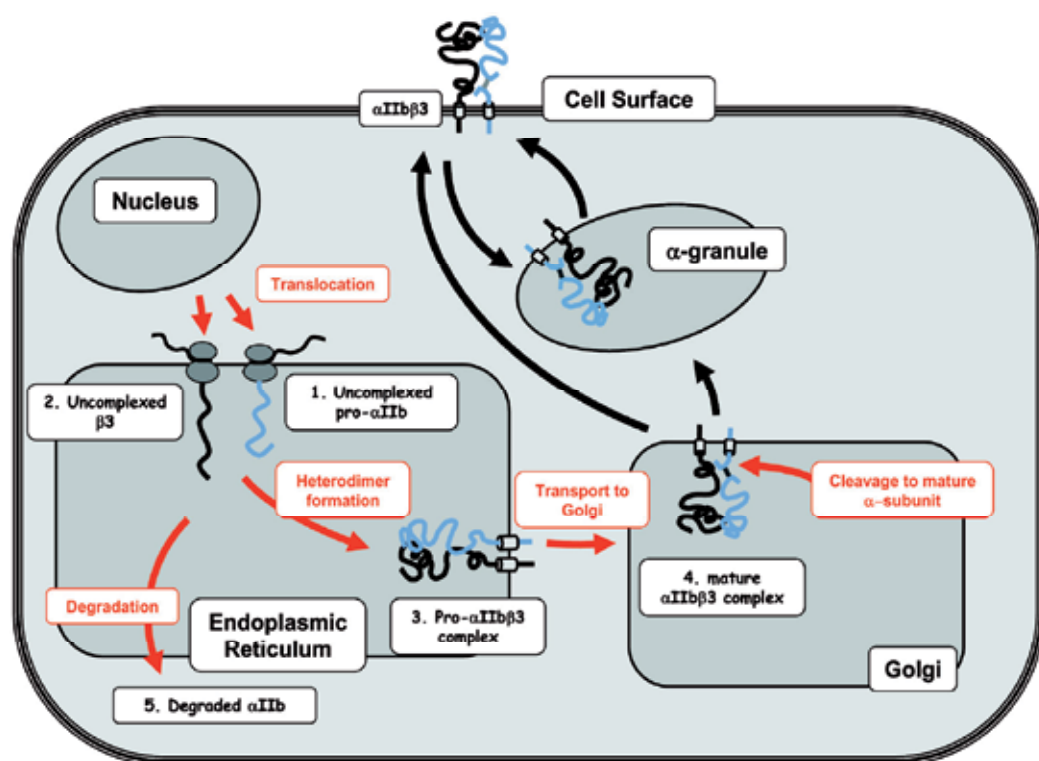 αIIbβ3
Cell Surface
Nucleus
α-granule
Translocation
1. Uncomplexed
pro-αIIb
2. Uncomplexed
β3
Heterodimer
formation
Transport to
Golgi
Cleavage to mature
α-subunit
4. mature
αIIbβ3 complex
Degradation
Endoplasmic
Reticulum
3. Pro-αIIbβ3
complex
Golgi
5. Degraded αIIb